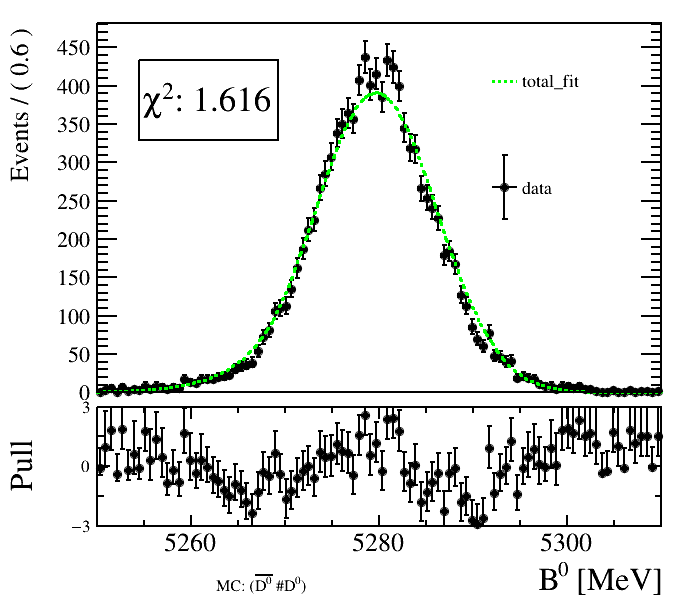 Events / ( 0.6 )
450
400
350
300
250
200
150
100
50
0
χ²: 1.616
total_fit
data
Pull
3
0
−3
5260 5280 5300
MC: (D̅⁰ #D⁰)
B⁰ [MeV]